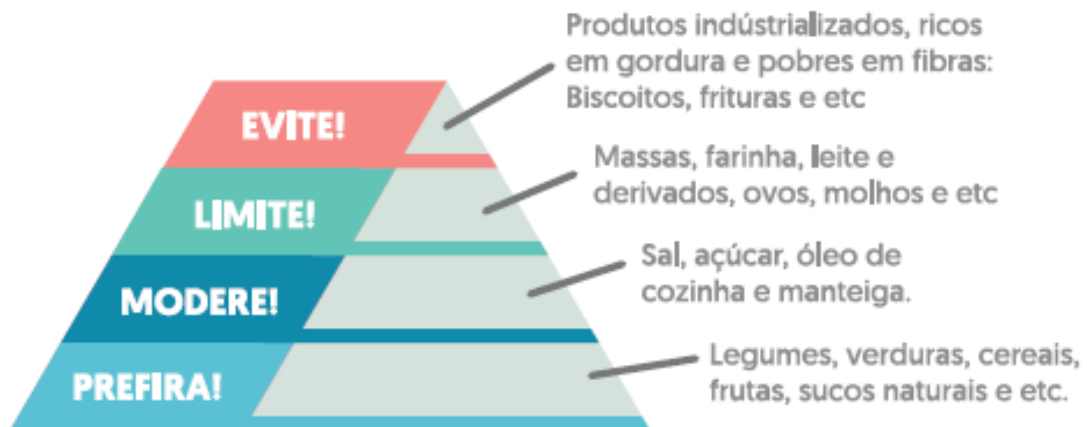 EVITE!
Produtos indústrializados, ricos
em gordura e pobres em fibras:
Biscoitos, frituras e etc
LIMITE!
Massas, farinha, leite e
derivados, ovos, molhos e etc
MODERE!
Sal, açúcar, óleo de
cozinha e manteiga.
PREFIRA!
Legumes, verduras, cereais,
frutas, sucos naturais e etc.